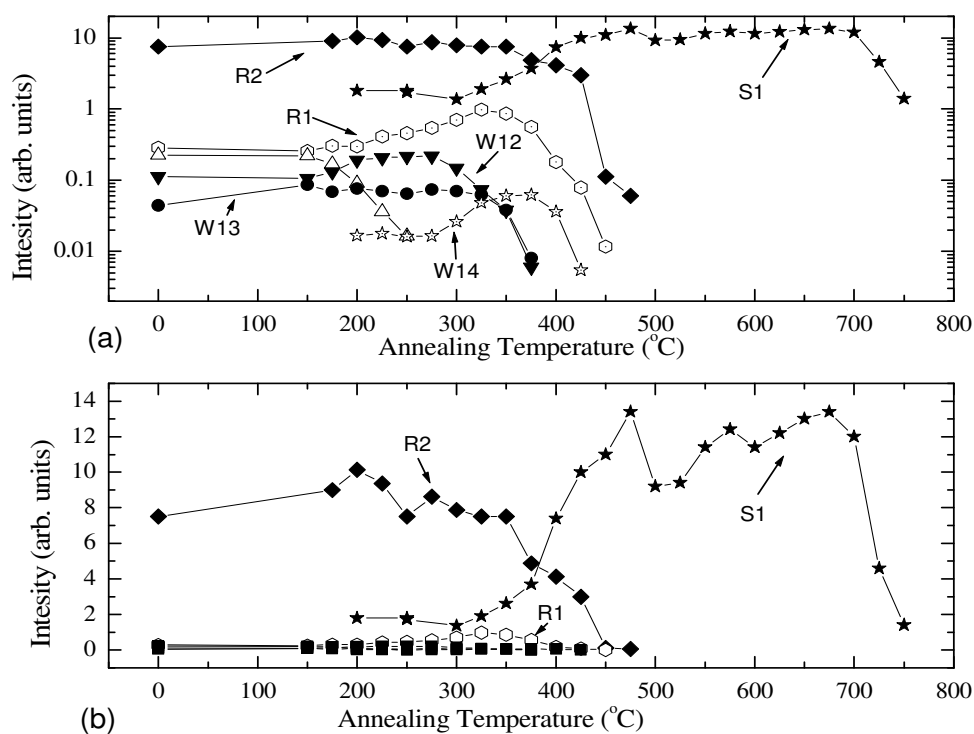 10
1
0.1
0.01
Intesity (arb. units)
R2
R1
W12
W13
W14
S1
0 100 200 300 400 500 600 700 800
(a)
Annealing Temperature (°C)
14
12
10
8
6
4
2
0
Intesity (arb. units)
R2
S1
R1
0 100 200 300 400 500 600 700 800
(b)
Annealing Temperature (°C)